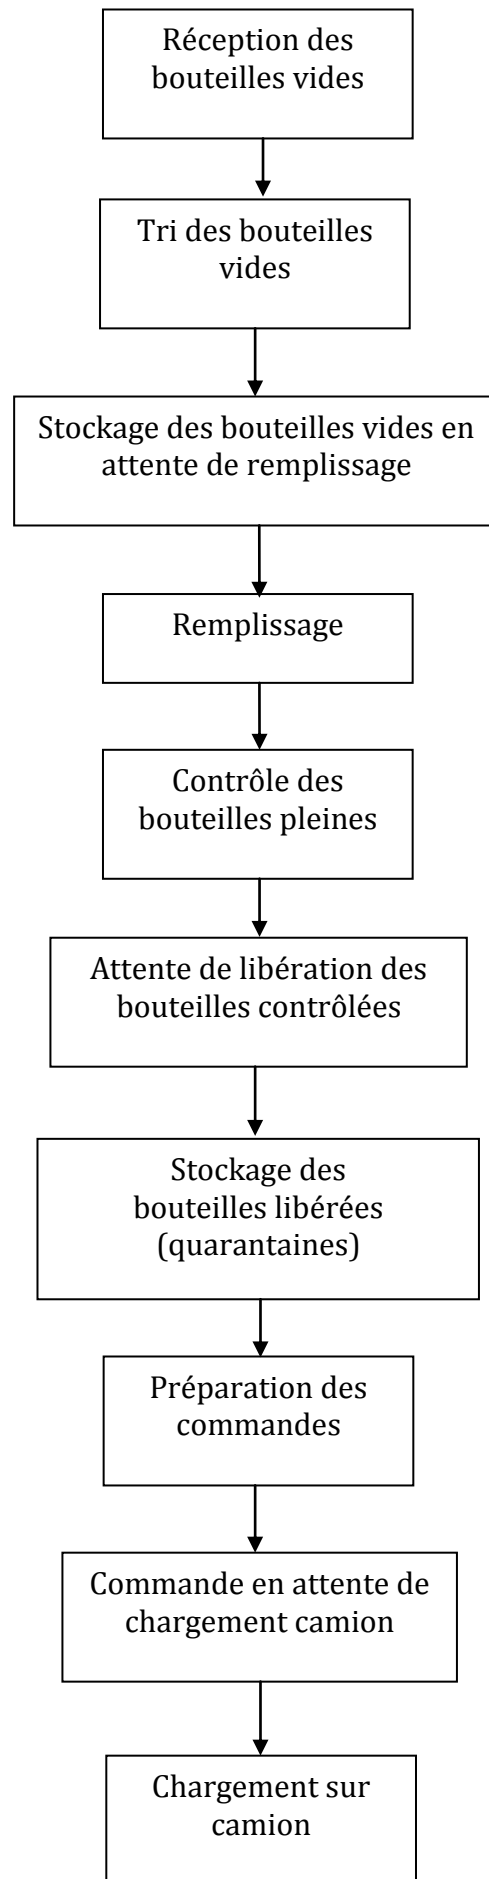 Réception des
bouteilles vides
Tri des bouteilles
vides
Stockage des bouteilles vides en
attente de remplissage
Remplissage
Contrôle des
bouteilles pleines
Attente de libération des
bouteilles contrôlées
Stockage des
bouteilles libérées
(quarantaines)
Préparation des
commandes
Commande en attente de
chargement camion
Chargement sur
camion